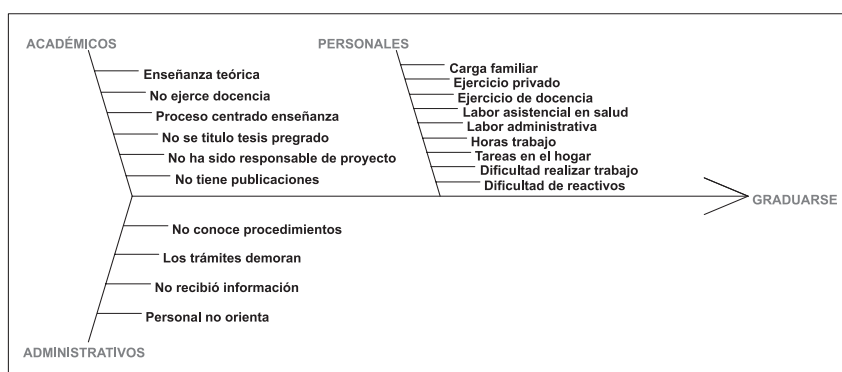 ACADÉMICOS
Enseñanza teórica
No ejerce docencia
Proceso centrado enseñanza
No se titulo tesis pregrado
No ha sido responsable de proyecto
No tiene publicaciones
PERSONALES
Carga familiar
Ejercicio privado
Ejercicio de docencia
Labor asistencial en salud
Labor administrativa
Horas trabajo
Tareas en el hogar
Dificultad realizar trabajo
Dificultad de reactivos
GRADUARSE
No conoce procedimientos
Los trámites demoran
No recibió información
Personal no orienta
ADMINISTRATIVOS